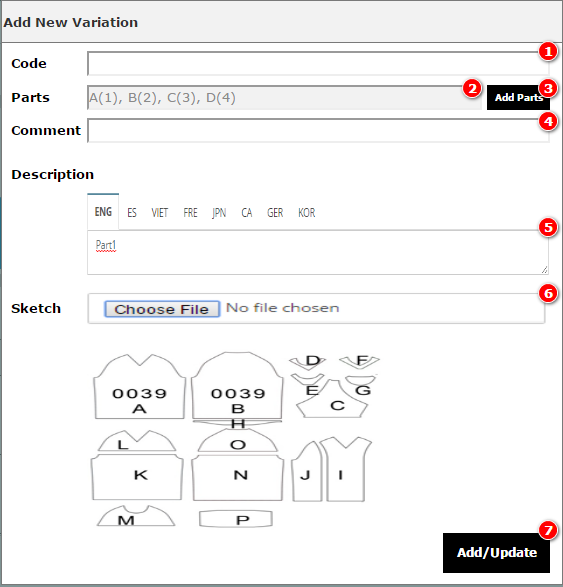 Add New Variation
1
Code
2
3
Parts
A(1), B(2), C(3), D(4)
Add Parts
4
Comment
Description
ENG ES VIET FRE JPN CA GER KOR
5
Part1
6
Sketch
Choose File No file chosen
D F
0039 0039 E G
A B C
H
L O
K N J I
M P
7
Add/Update